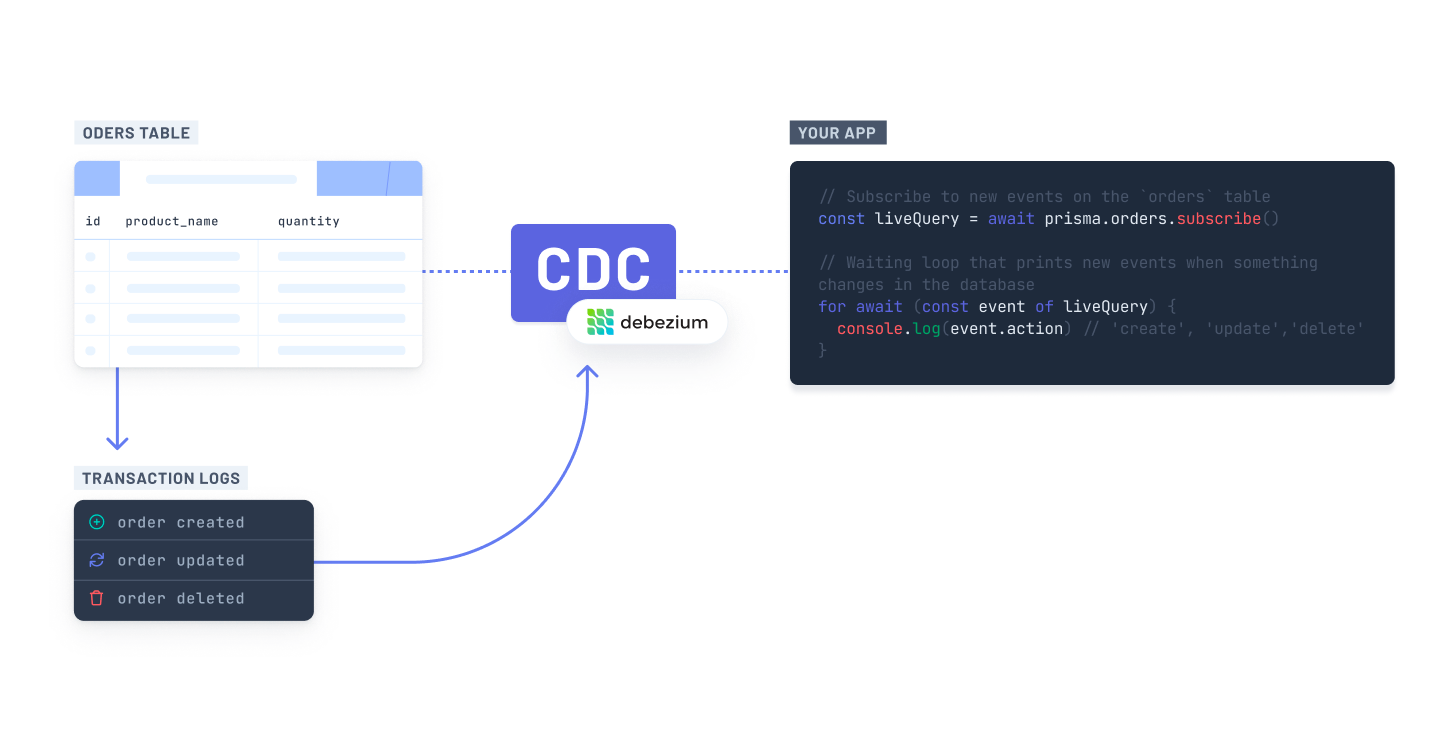 ODERS TABLE
id product_name quantity
TRANSACTION LOGS
order created
order updated
order deleted
CDC
debezium
YOUR APP
// Subscribe to new events on the `orders` table
const liveQuery = await prisma.orders.subscribe()
// Waiting loop that prints new events when something
changes in the database
for await (const event of liveQuery) {
  console.log(event.action) // 'create', 'update','delete'
}